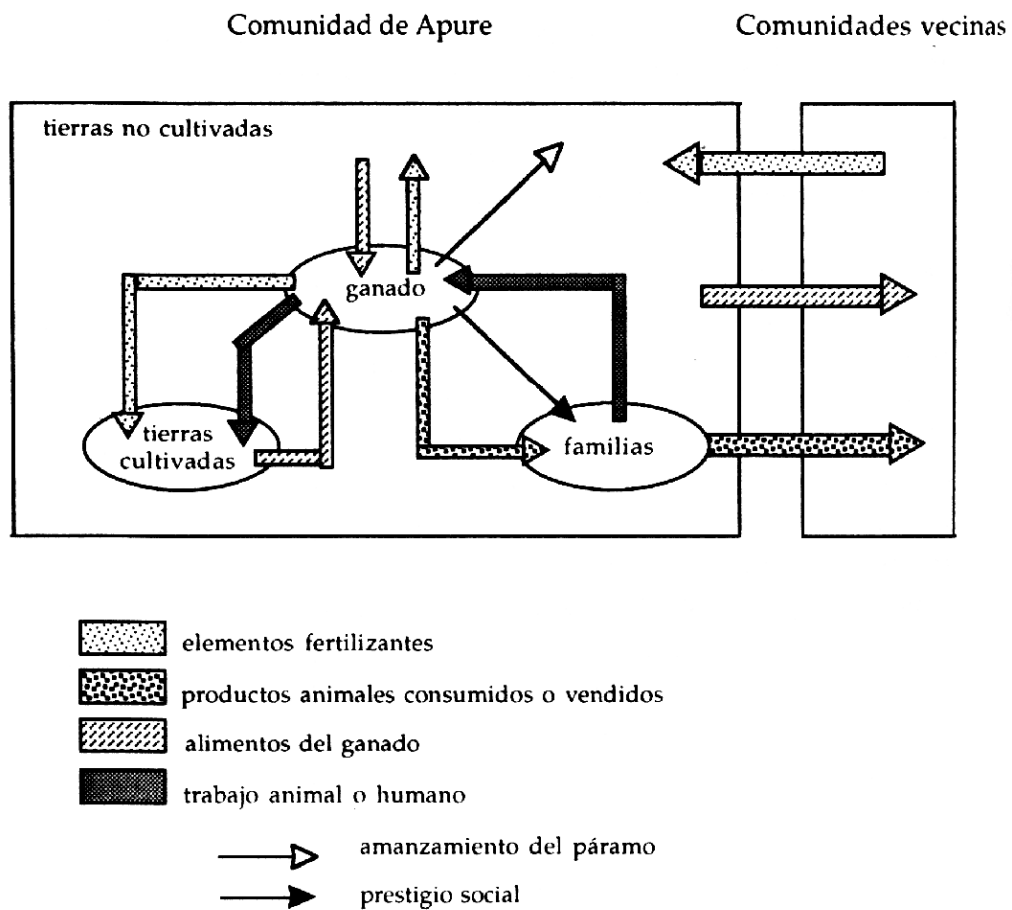 Comunidad de Apure
Comunidades vecinas
tierras no cultivadas
ganado
tierras
cultivadas
familias
elementos fertilizantes
productos animales consumidos o vendidos
alimentos del ganado
trabajo animal o humano
amanzamiento del páramo
prestigio social